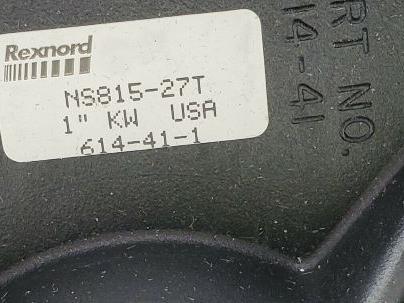 Rexnord
NS815-27T
1" KW USA
614-41-1
RT NO.
14-41